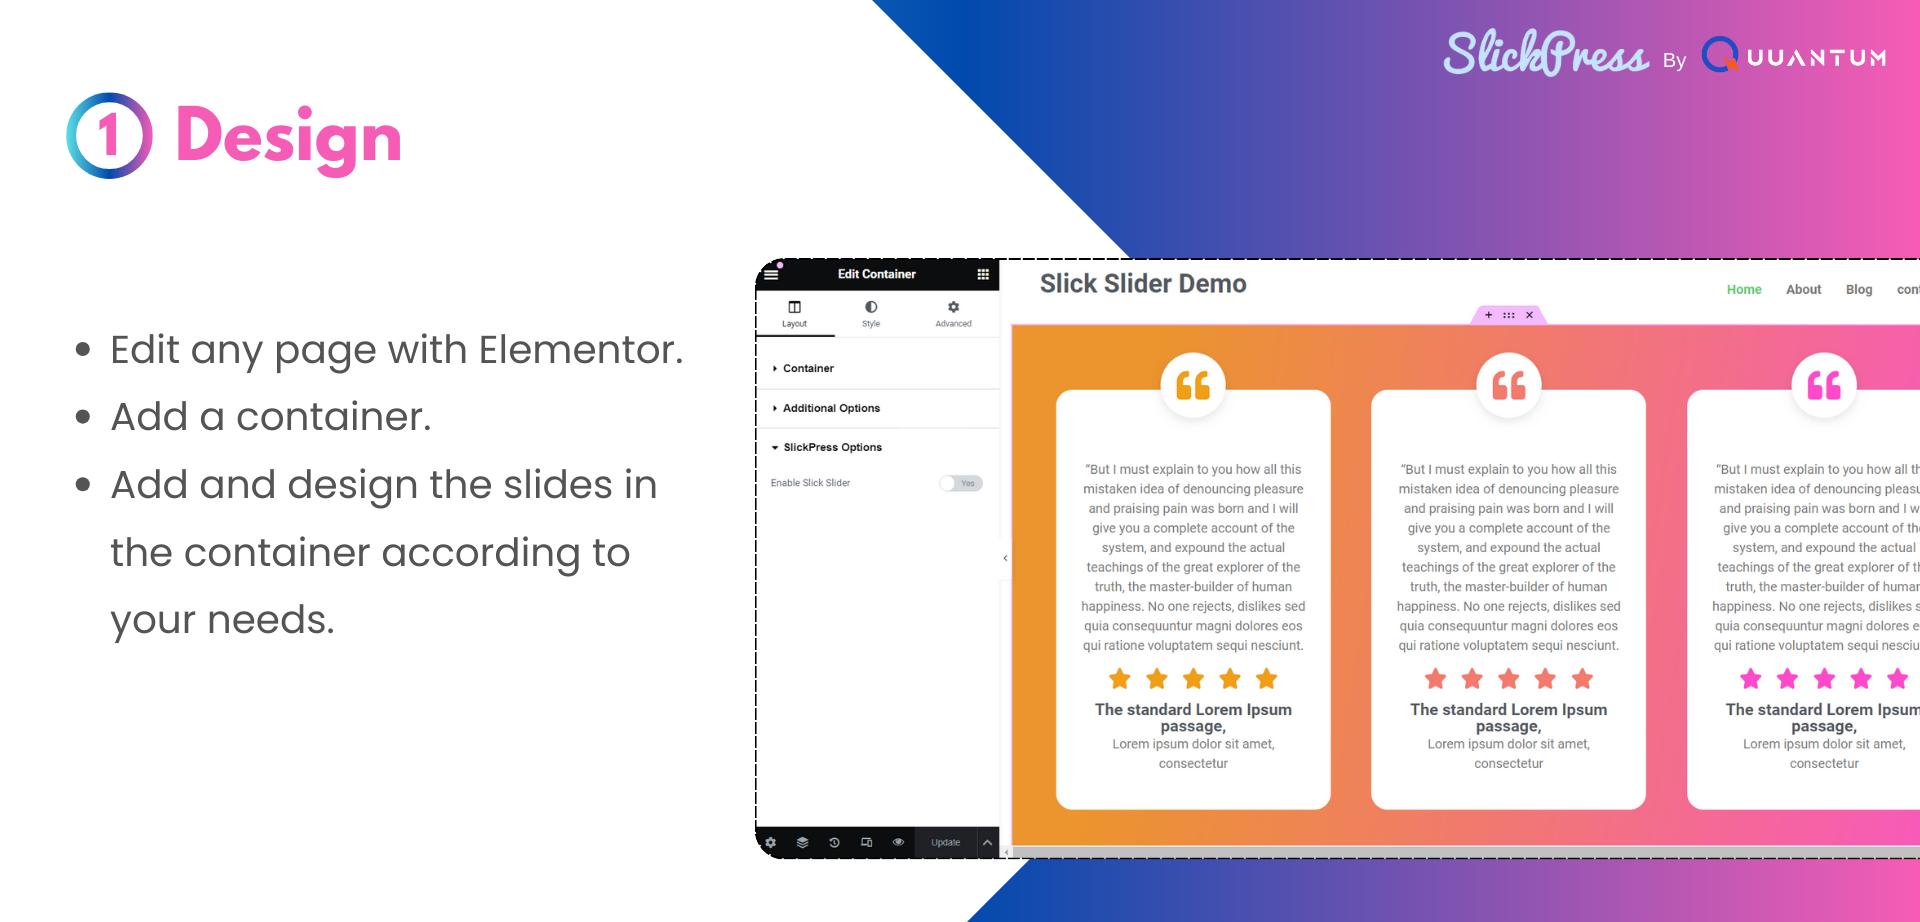 SlickPress By QUUANTUM
1 Design
• Edit any page with Elementor.
• Add a container.
• Add and design the slides in
the container according to
your needs.
Edit Container
Layout Style Advanced
Container
Additional Options
SlickPress Options
Enable Slick Slider Yes
Update
Slick Slider Demo
Home About Blog cont
“But I must explain to you how all this
mistaken idea of denouncing pleasure
and praising pain was born and I will
give you a complete account of the
system, and expound the actual
teachings of the great explorer of the
truth, the master-builder of human
happiness. No one rejects, dislikes sed
quia consequuntur magni dolores eos
qui ratione voluptatem sequi nesciunt.
The standard Lorem Ipsum
passage,
Lorem ipsum dolor sit amet,
consectetur
“But I must explain to you how all this
mistaken idea of denouncing pleasure
and praising pain was born and I will
give you a complete account of the
system, and expound the actual
teachings of the great explorer of the
truth, the master-builder of human
happiness. No one rejects, dislikes sed
quia consequuntur magni dolores eos
qui ratione voluptatem sequi nesciunt.
The standard Lorem Ipsum
passage,
Lorem ipsum dolor sit amet,
consectetur
“But I must explain to you how all th
mistaken idea of denouncing pleasu
and praising pain was born and I w
give you a complete account of th
system, and expound the actual
teachings of the great explorer of th
truth, the master-builder of human
happiness. No one rejects, dislikes s
quia consequuntur magni dolores e
qui ratione voluptatem sequi nesciu
The standard Lorem Ipsum
passage,
Lorem ipsum dolor sit amet,
consectetur